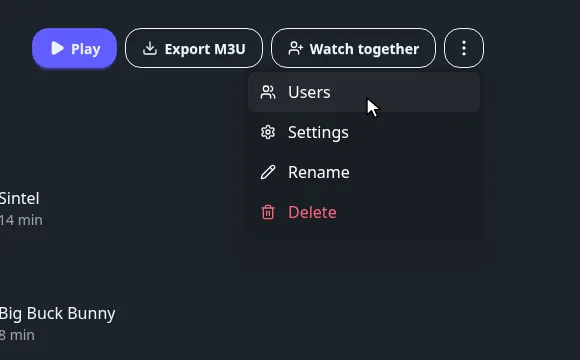 Play
Export M3U
Watch together
Users
Settings
Rename
Delete
Sintel
14 min
Big Buck Bunny
8 min